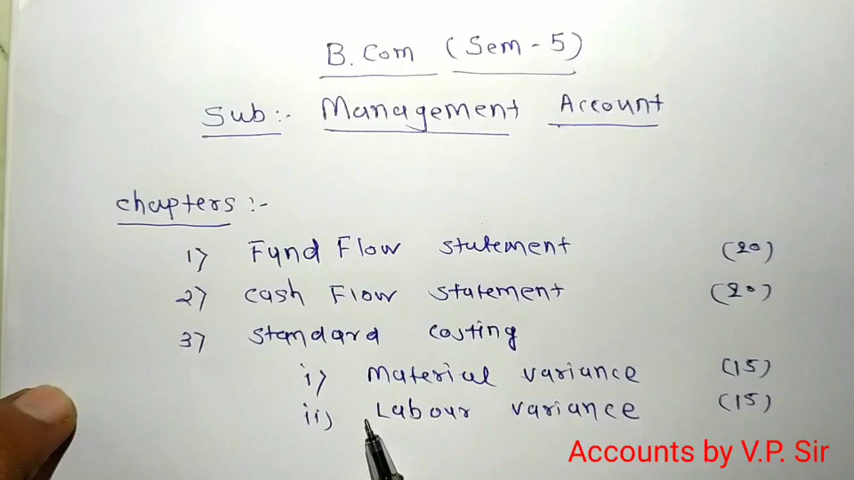 B.Com (Sem-5)
Sub:- Management Account
chapters:-
1) Fund Flow statement (20)
2) cash Flow statement (20)
3) standard costing
i) Material variance (15)
ii) Labour variance (15)
Accounts by V.P. Sir